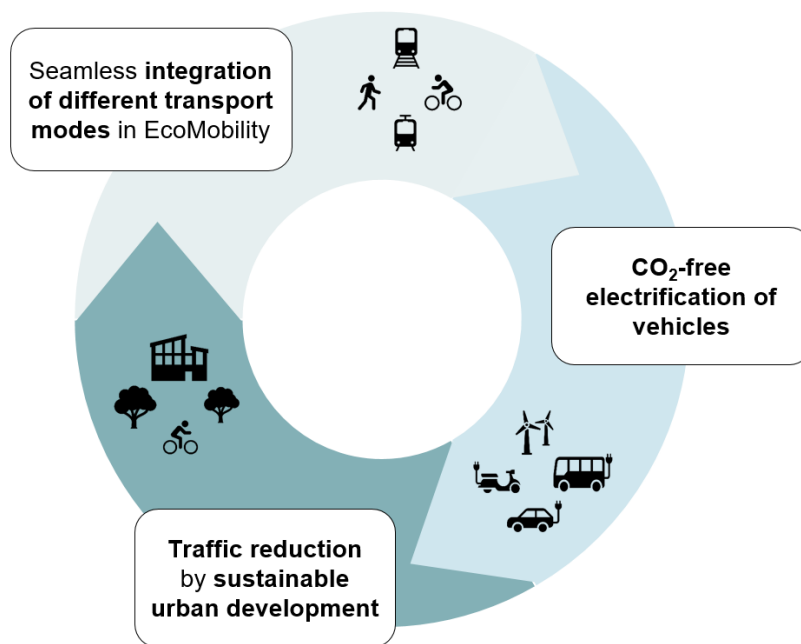 Seamless integration
of different transport
modes in EcoMobility
CO₂-free
electrification of
vehicles
Traffic reduction
by sustainable
urban development